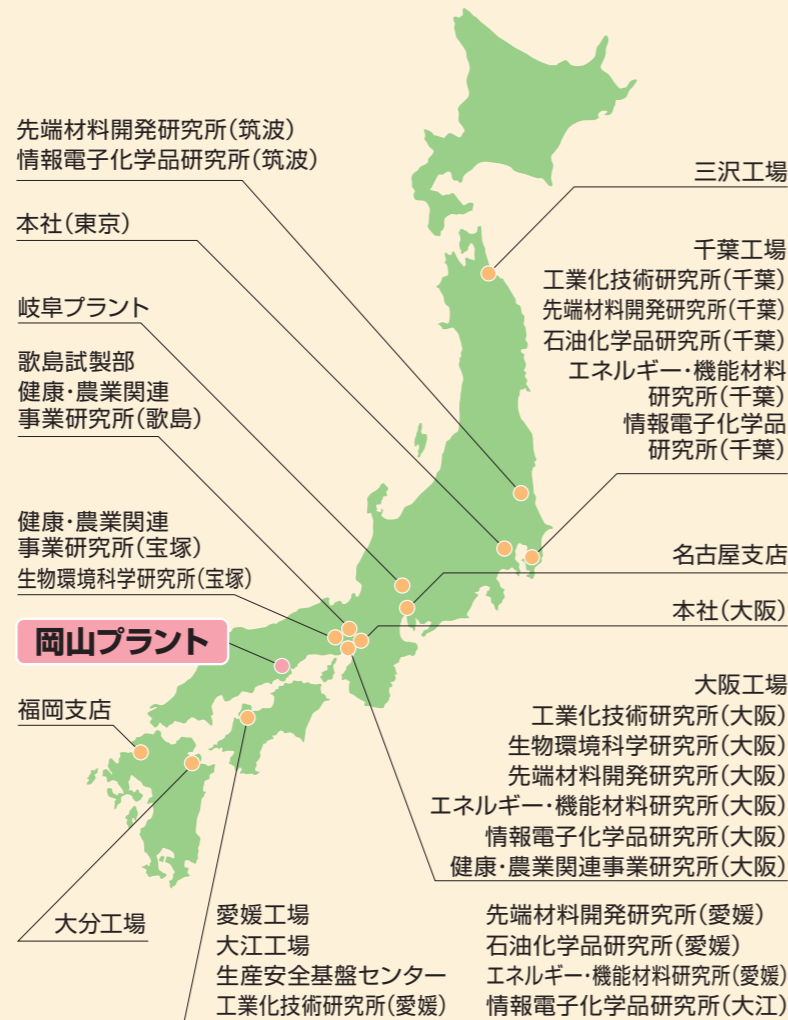 先端材料開発研究所(筑波)
情報電子化学品研究所(筑波)
本社(東京)
岐阜プラント
歌島試製部
健康・農業関連
事業研究所(歌島)
健康・農業関連
事業研究所(宝塚)
生物環境科学研究所(宝塚)
岡山プラント
福岡支店
大分工場
三沢工場
千葉工場
工業化技術研究所(千葉)
先端材料開発研究所(千葉)
石油化学品研究所(千葉)
エネルギー・機能材料
研究所(千葉)
情報電子化学品
研究所(千葉)
名古屋支店
本社(大阪)
大阪工場
工業化技術研究所(大阪)
生物環境科学研究所(大阪)
先端材料開発研究所(大阪)
エネルギー・機能材料研究所(大阪)
情報電子化学品研究所(大阪)
健康・農業関連事業研究所(大阪)
愛媛工場
大江工場
生産安全基盤センター
工業化技術研究所(愛媛)
先端材料開発研究所(愛媛)
石油化学品研究所(愛媛)
エネルギー・機能材料研究所(愛媛)
情報電子化学品研究所(大江)